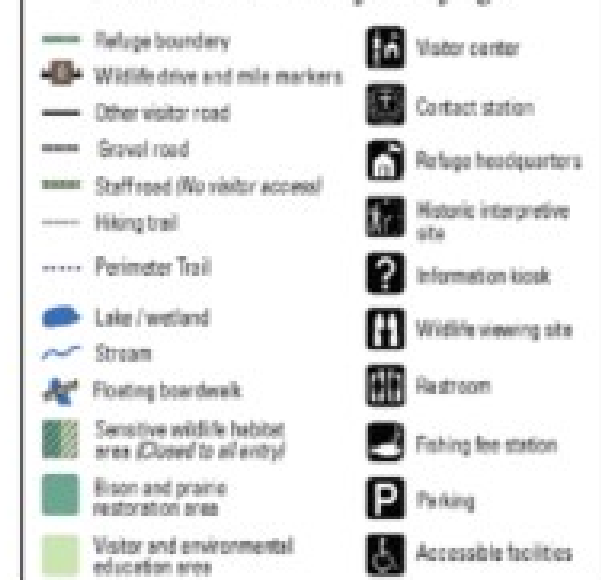 Refuge boundary
Wildlife drive and mile markers
Other visitor road
Gravel road
Staff road (No visitor access)
Hiking trail
Perimeter Trail
Lake / wetland
Stream
Floating boardwalk
Sensitive wildlife habitat
area (Closed to all entry)
Bison and prairie
restoration area
Visitor and environmental
education area
Visitor center
Contact station
Refuge headquarters
Historic interpretive
site
?
Information kiosk
Wildlife viewing site
Restroom
Fishing fee station
P
Parking
Accessible facilities